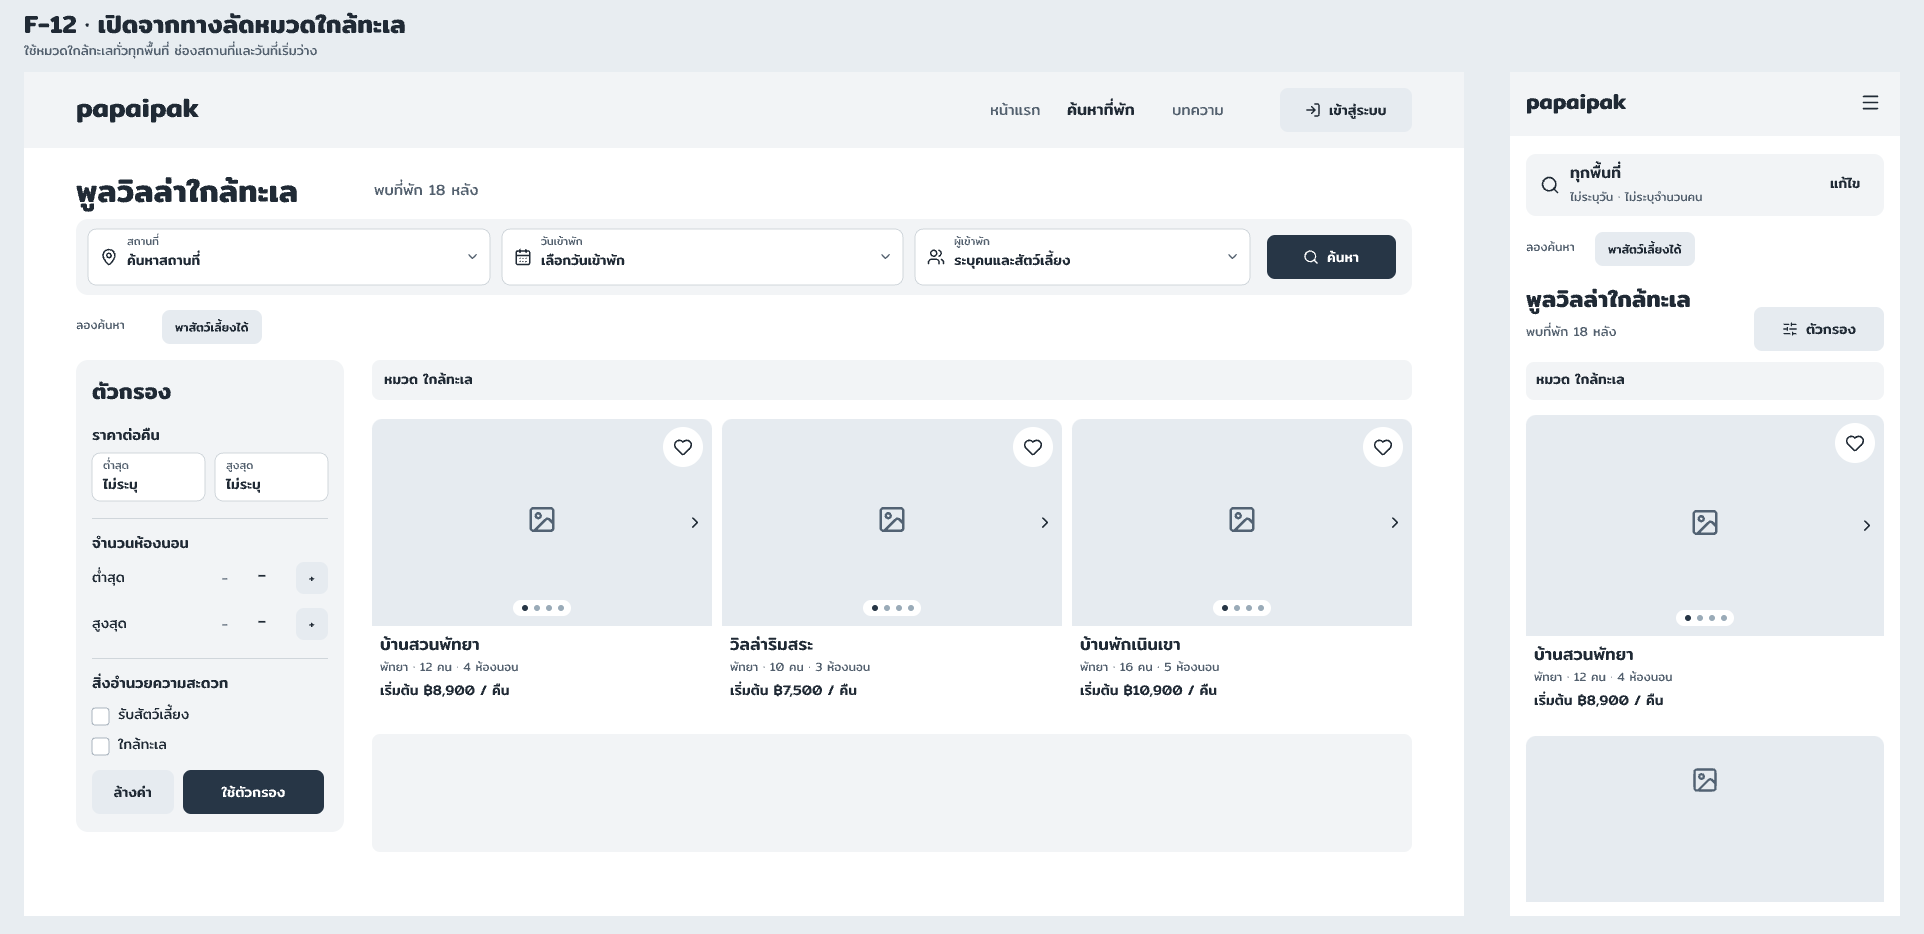 F-12 · เปิดจากทางลัดหมวดใกล้ทะเล
ใช้หมวดใกล้ทะเลทั่วทุกพื้นที่ ช่องสถานที่และวันที่เริ่มว่าง
papaipak
หน้าแรก
ค้นหาที่พัก
บทความ
เข้าสู่ระบบ
พูลวิลล่าใกล้ทะเล
พบที่พัก 18 หลัง
สถานที่
ค้นหาสถานที่
วันเข้าพัก
เลือกวันเข้าพัก
ผู้เข้าพัก
ระบุคนและสัตว์เลี้ยง
ค้นหา
ลองค้นหา
พาสัตว์เลี้ยงได้
ตัวกรอง
ราคาต่อคืน
ต่ำสุด
ไม่ระบุ
สูงสุด
ไม่ระบุ
จำนวนห้องนอน
ต่ำสุด
–
–
+
สูงสุด
–
–
+
สิ่งอำนวยความสะดวก
รับสัตว์เลี้ยง
ใกล้ทะเล
ล้างค่า
ใช้ตัวกรอง
หมวด ใกล้ทะเล
บ้านสวนพัทยา
พัทยา · 12 คน · 4 ห้องนอน
เริ่มต้น ฿8,900 / คืน
วิลล่าริมสระ
พัทยา · 10 คน · 3 ห้องนอน
เริ่มต้น ฿7,500 / คืน
บ้านพักเนินเขา
พัทยา · 16 คน · 5 ห้องนอน
เริ่มต้น ฿10,900 / คืน
papaipak
ทุกพื้นที่
ไม่ระบุวัน · ไม่ระบุจำนวนคน
แก้ไข
ลองค้นหา
พาสัตว์เลี้ยงได้
พูลวิลล่าใกล้ทะเล
พบที่พัก 18 หลัง
ตัวกรอง
หมวด ใกล้ทะเล
บ้านสวนพัทยา
พัทยา · 12 คน · 4 ห้องนอน
เริ่มต้น ฿8,900 / คืน